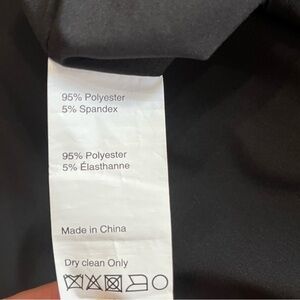 95% Polyester
5% Spandex
95% Polyester
5% Élasthanne
Made in China
Dry clean Only